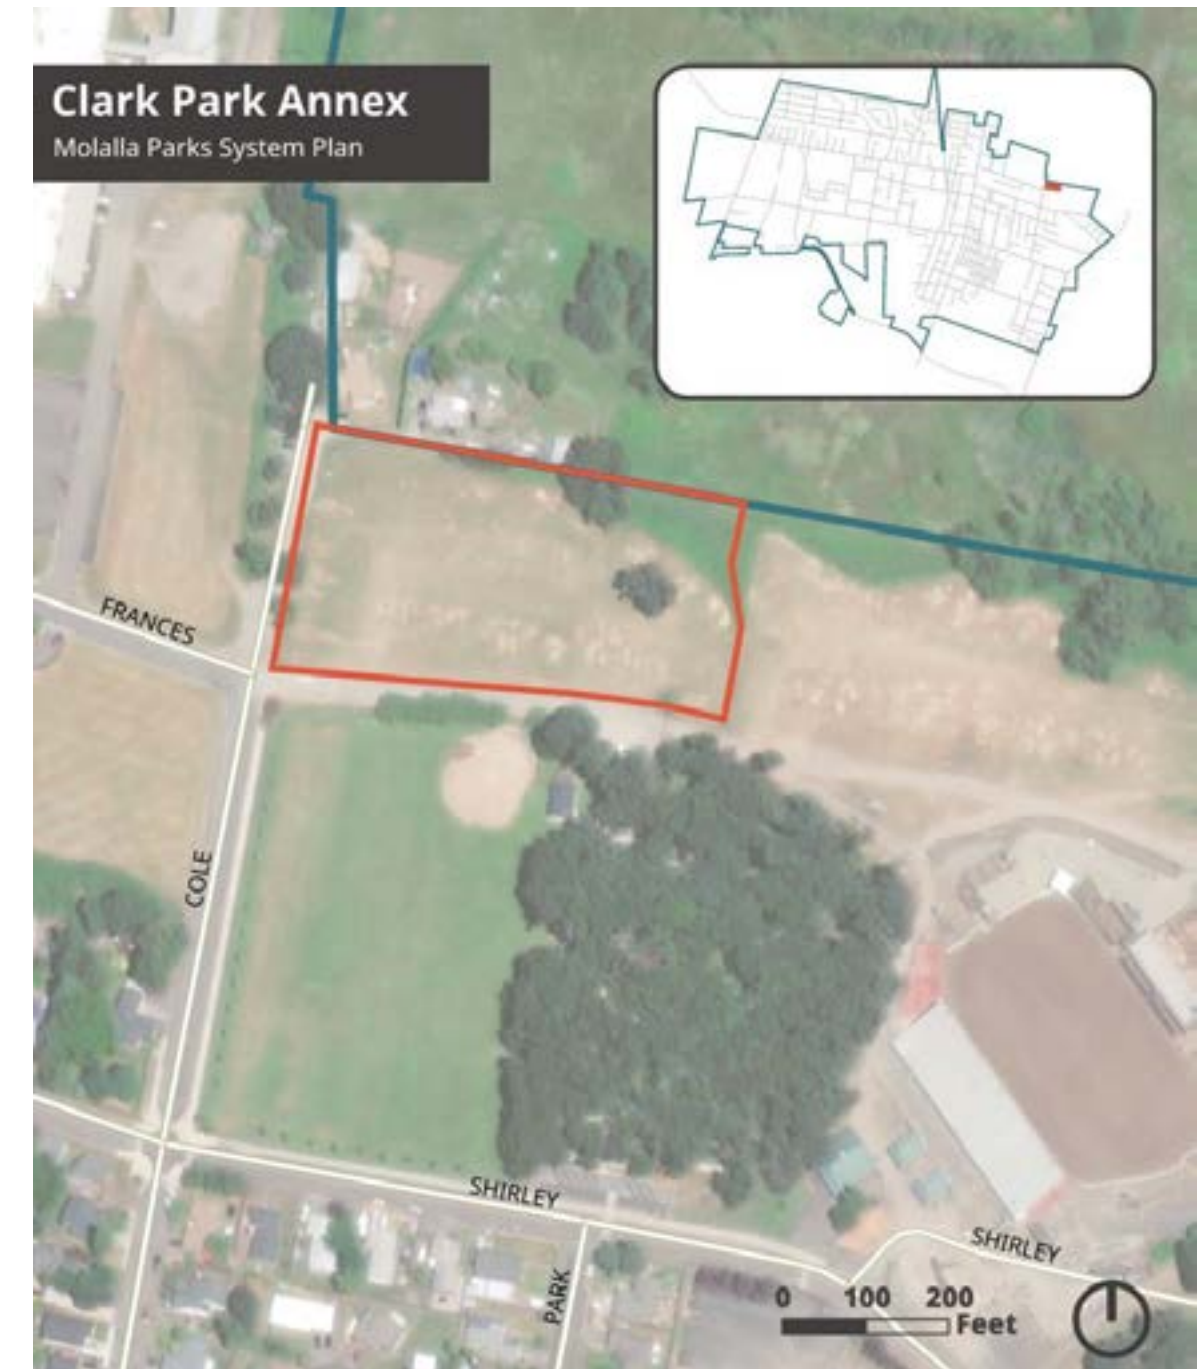 Clark Park Annex
Molalla Parks System Plan
FRANCES
COLE
SHIRLEY
SHIRLEY
PARK
0 100 200
Feet